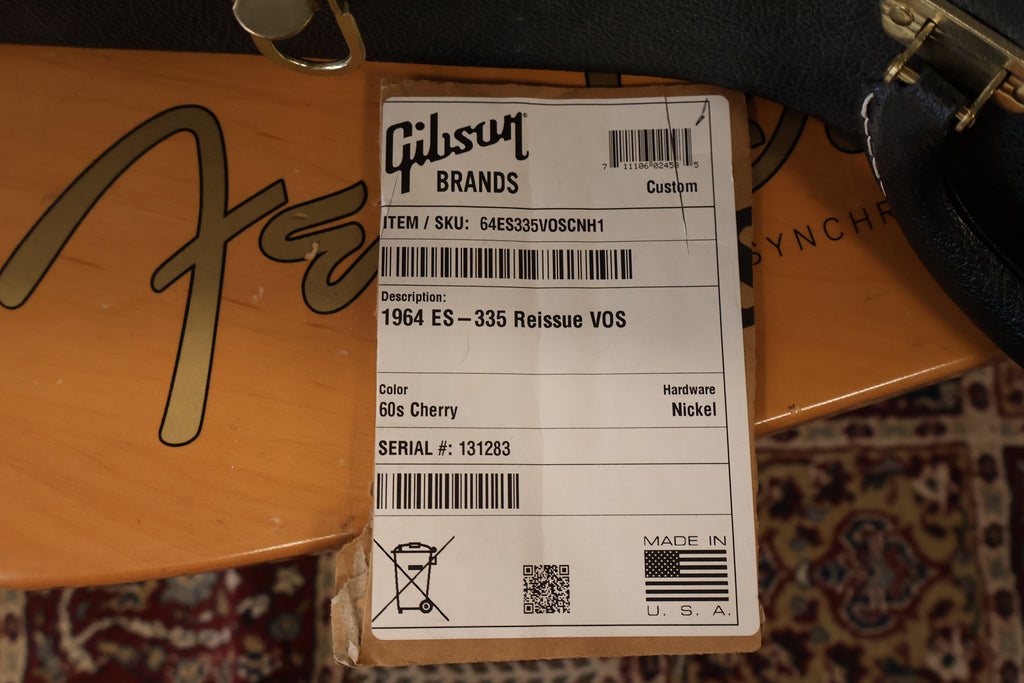 Gibson
BRANDS
7 11106 02458 5
Custom
ITEM / SKU: 64ES335VOSCNH1
Description:
1964 ES-335 Reissue VOS
Color
Hardware
60s Cherry
Nickel
SERIAL #: 131283
MADE IN
U. S. A.
SYNCHR